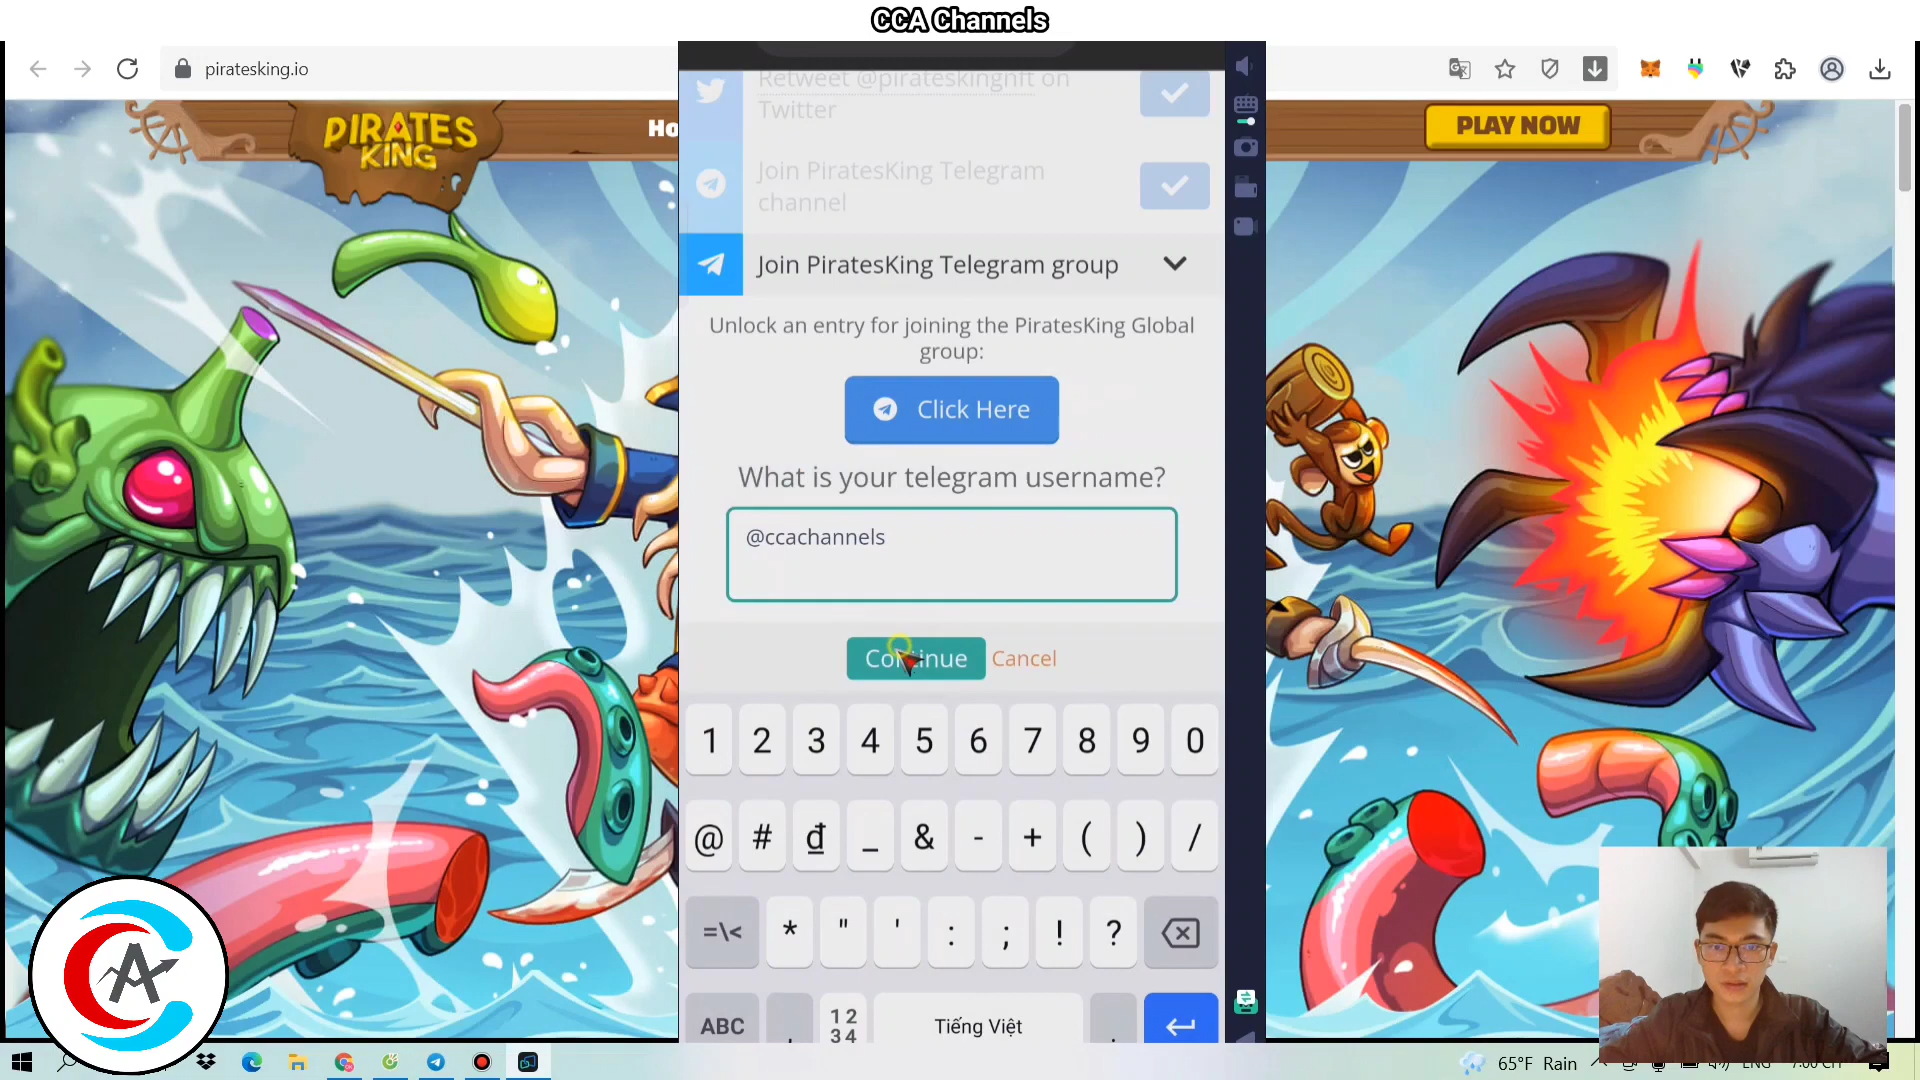 CCA Channels
piratesking.io
PIRATES
KING
Ho
PLAY NOW
Retweet @pirateskingnft on
Twitter
Join PiratesKing Telegram
channel
Join PiratesKing Telegram group
Unlock an entry for joining the PiratesKing Global
group:
Click Here
What is your telegram username?
@ccachannels
Continue Cancel
1 2 3 4 5 6 7 8 9 0
@ # ₫ _ & - + ( ) /
=\< * " ' : ; ! ?
ABC , 12 34 Tiếng Việt .
CCA
65°F Rain
ENG